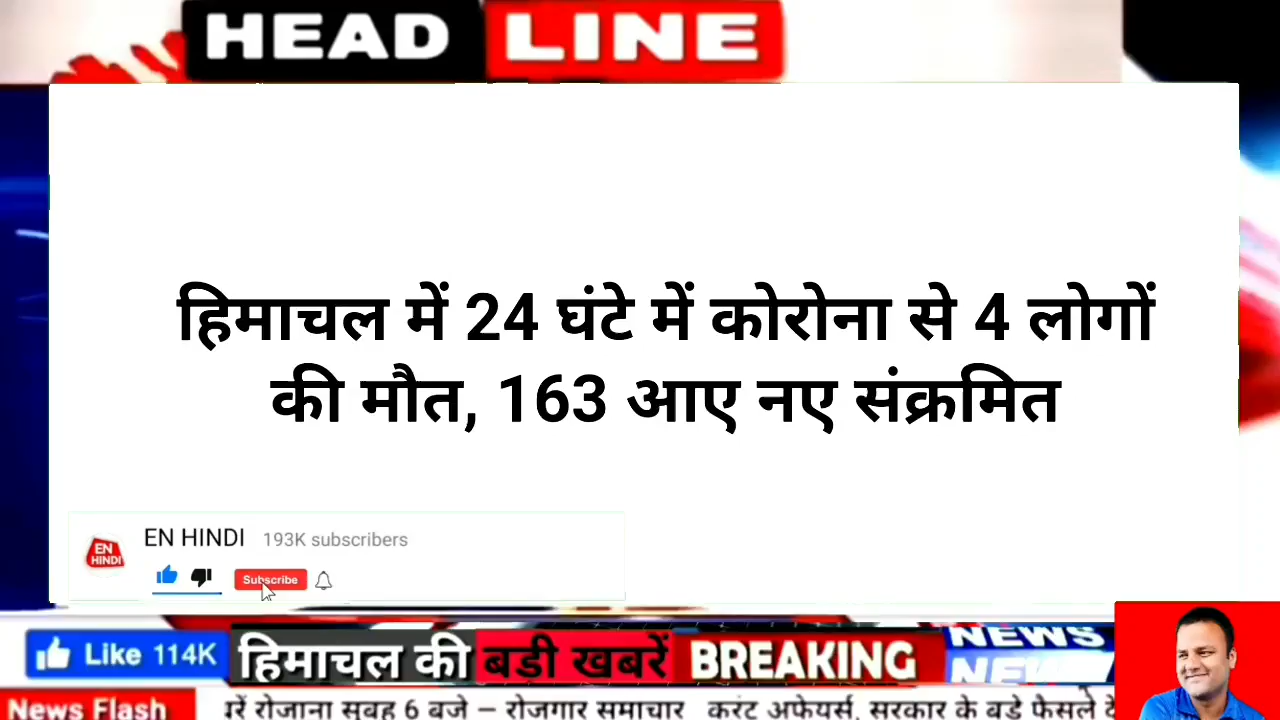 HEAD LINE
हिमाचल में 24 घंटे में कोरोना से 4 लोगों
की मौत, 163 आए नए संक्रमित
EN HINDI 193K subscribers
EN
HINDI
Subscribe
Like 114K हिमाचल की बडी खबरें BREAKING NEWS
News Flash रें रोजाना सुबह 6 बजे – रोजगार समाचार करंट अफेयर्स, सरकार के बडे फैसले दे